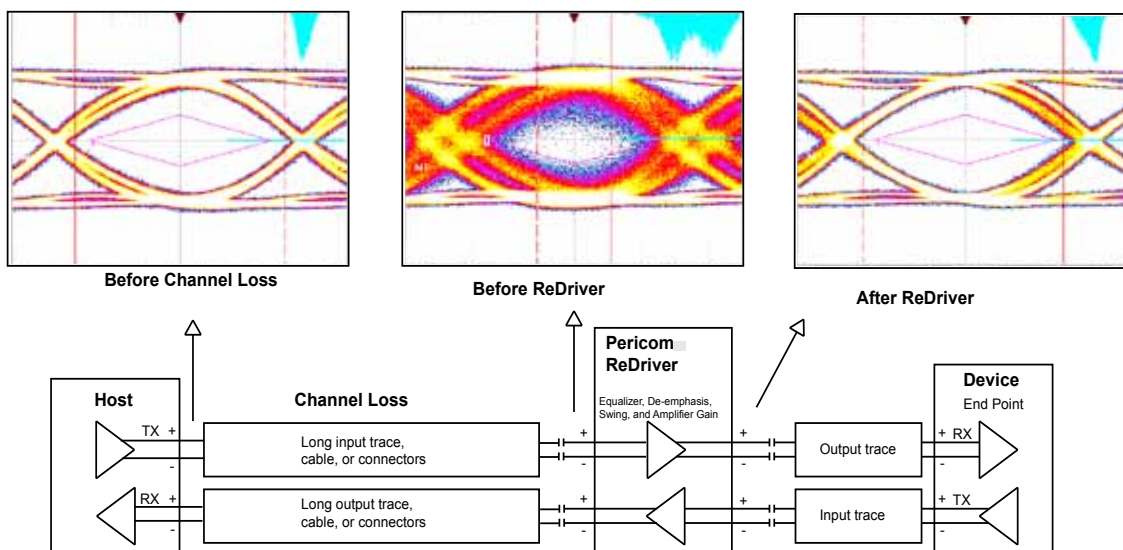 Before Channel Loss
Before ReDriver
After ReDriver
Pericom
ReDriver
Equalizer, De-emphasis,
Swing, and Amplifier Gain
Host
Channel Loss
Device
End Point
TX +
-
Long input trace,
cable, or connectors
+
-
+
-
Output trace
+ RX
-
RX +
-
Long output trace,
cable, or connectors
+
-
+
-
Input trace
+ TX
-